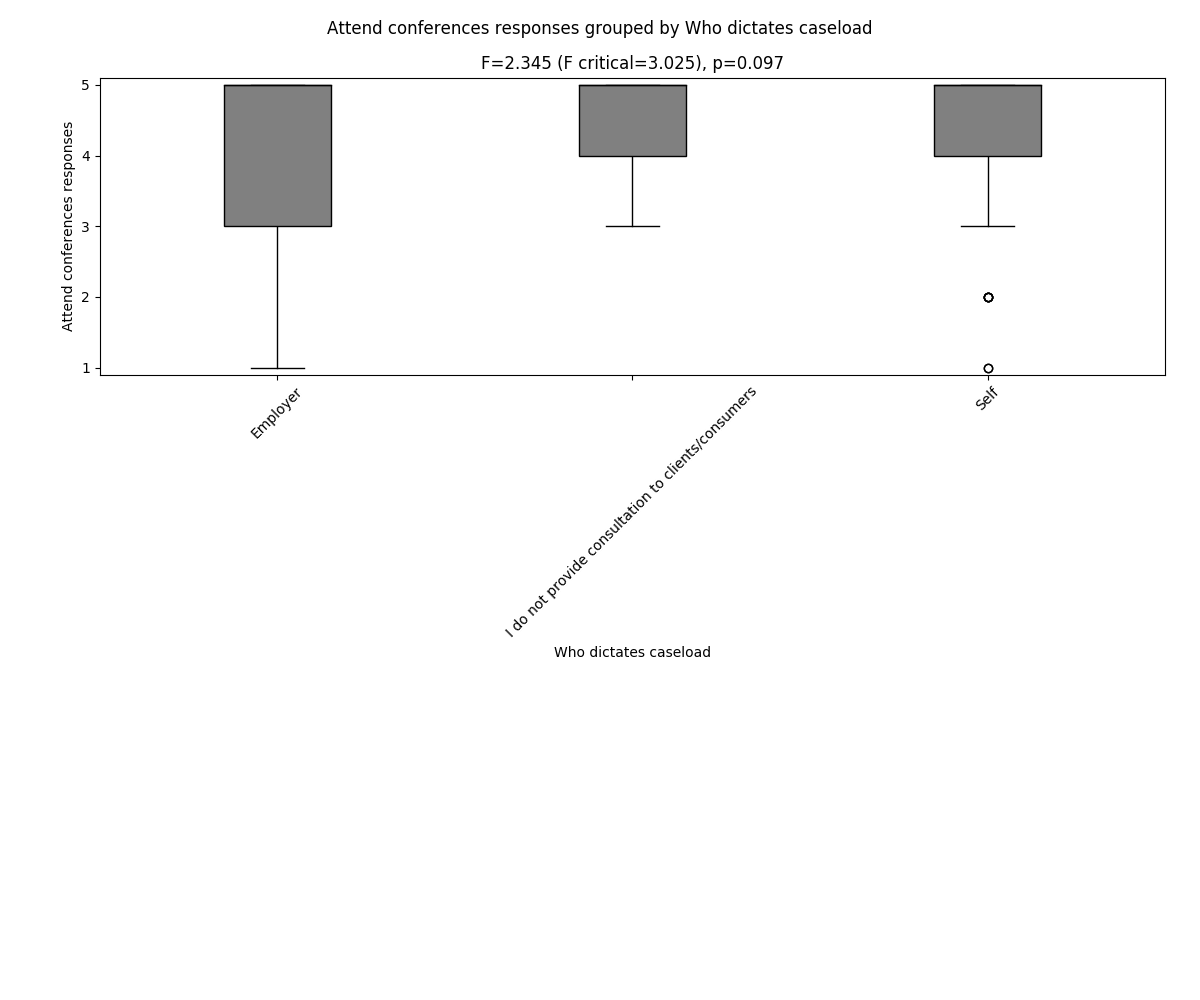 Attend conferences responses grouped by Who dictates caseload
F=2.345 (F critical=3.025), p=0.097
Attend conferences responses
5
4
3
2
1
Employer
I do not provide consultation to clients/consumers
Self
Who dictates caseload